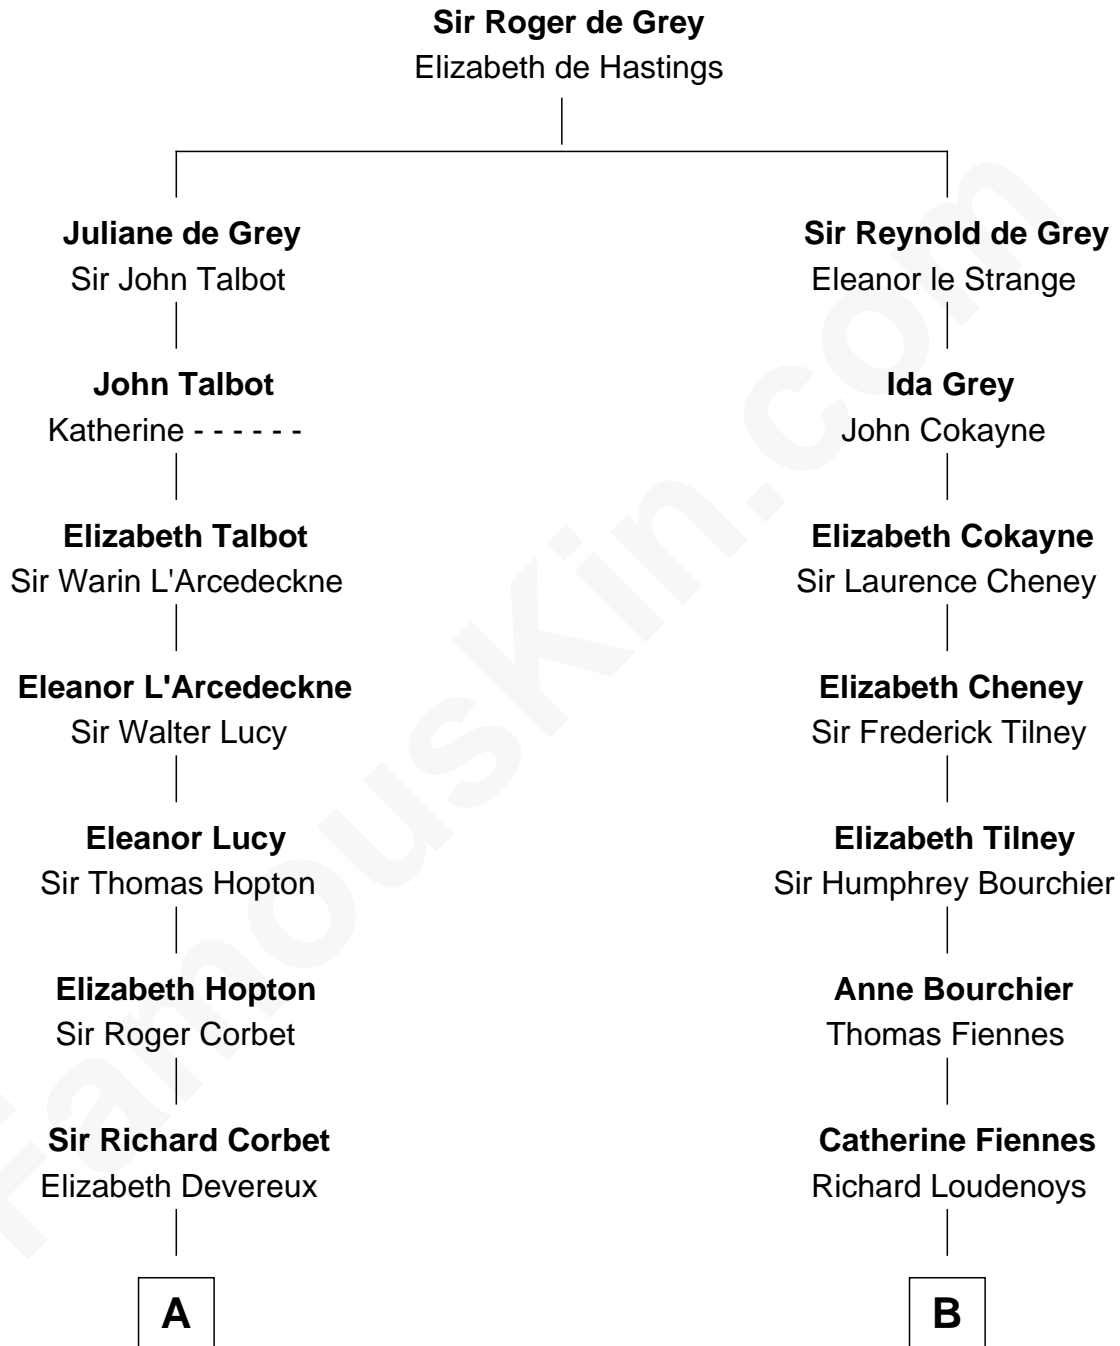 Sir Roger de Grey
Elizabeth de Hastings
Juliane de Grey
Sir John Talbot
Sir Reynold de Grey
Eleanor le Strange
John Talbot
Katherine - - - - - -
Ida Grey
John Cokayne
Elizabeth Talbot
Sir Warin L'Arcedeckne
Elizabeth Cokayne
Sir Laurence Cheney
Eleanor L'Arcedeckne
Sir Walter Lucy
Elizabeth Cheney
Sir Frederick Tilney
Eleanor Lucy
Sir Thomas Hopton
Elizabeth Tilney
Sir Humphrey Bourchier
Elizabeth Hopton
Sir Roger Corbet
Anne Bourchier
Thomas Fiennes
Sir Richard Corbet
Elizabeth Devereux
Catherine Fiennes
Richard Loudenoys
A
B
FamousKin.com